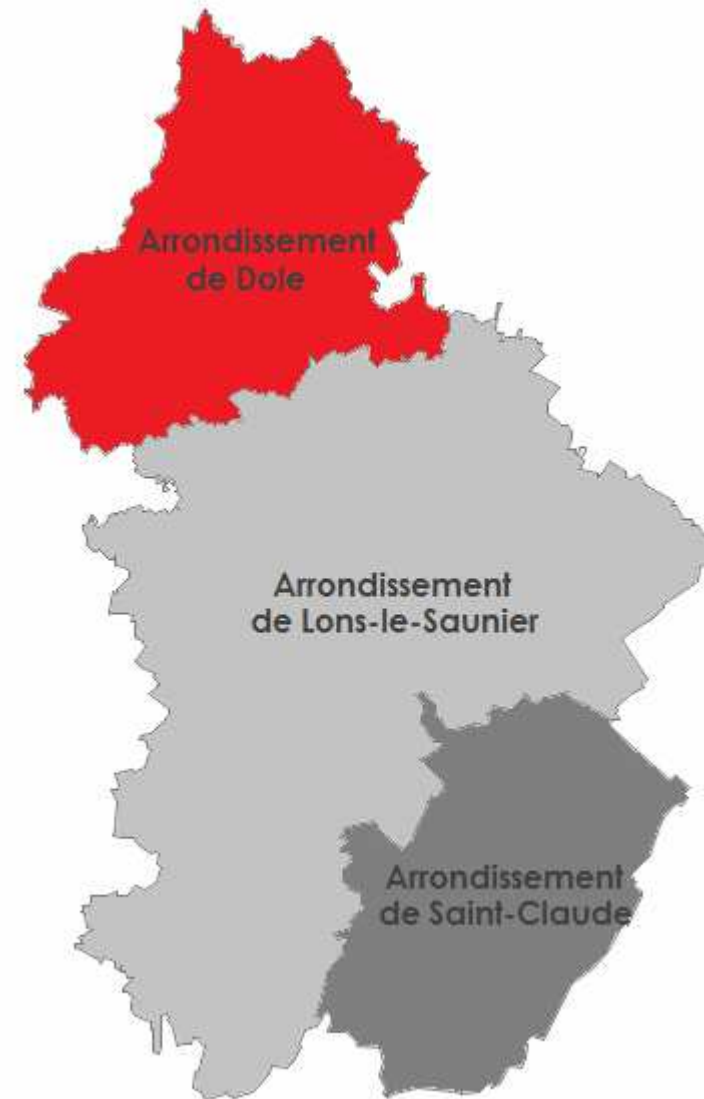 Arrondissement
de Dole
Arrondissement
de Lons-le-Saunier
Arrondissement
de Saint-Claude